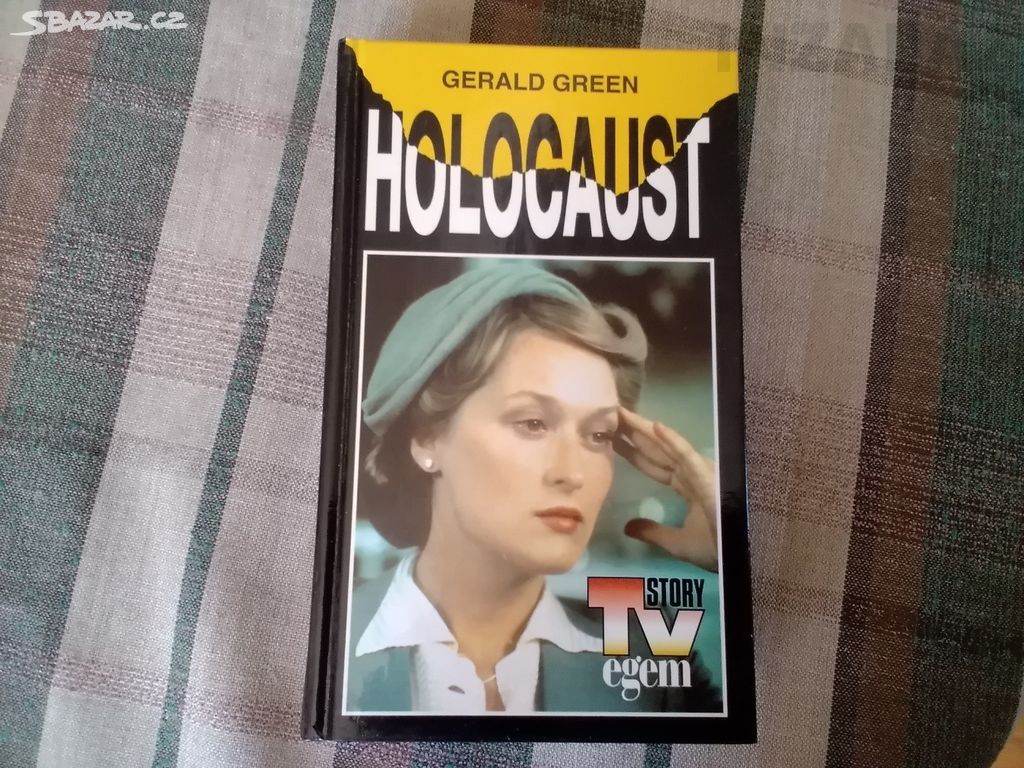 SBAZAR.CZ
GERALD GREEN
HOLOCAUST
STORY
TV
egem